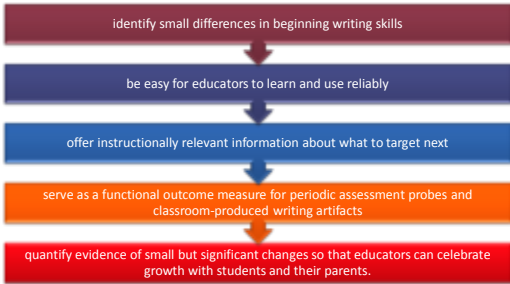 identify small differences in beginning writing skills
be easy for educators to learn and use reliably
offer instructionally relevant information about what to target next
serve as a functional outcome measure for periodic assessment probes and
classroom-produced writing artifacts
quantify evidence of small but significant changes so that educators can celebrate
growth with students and their parents.